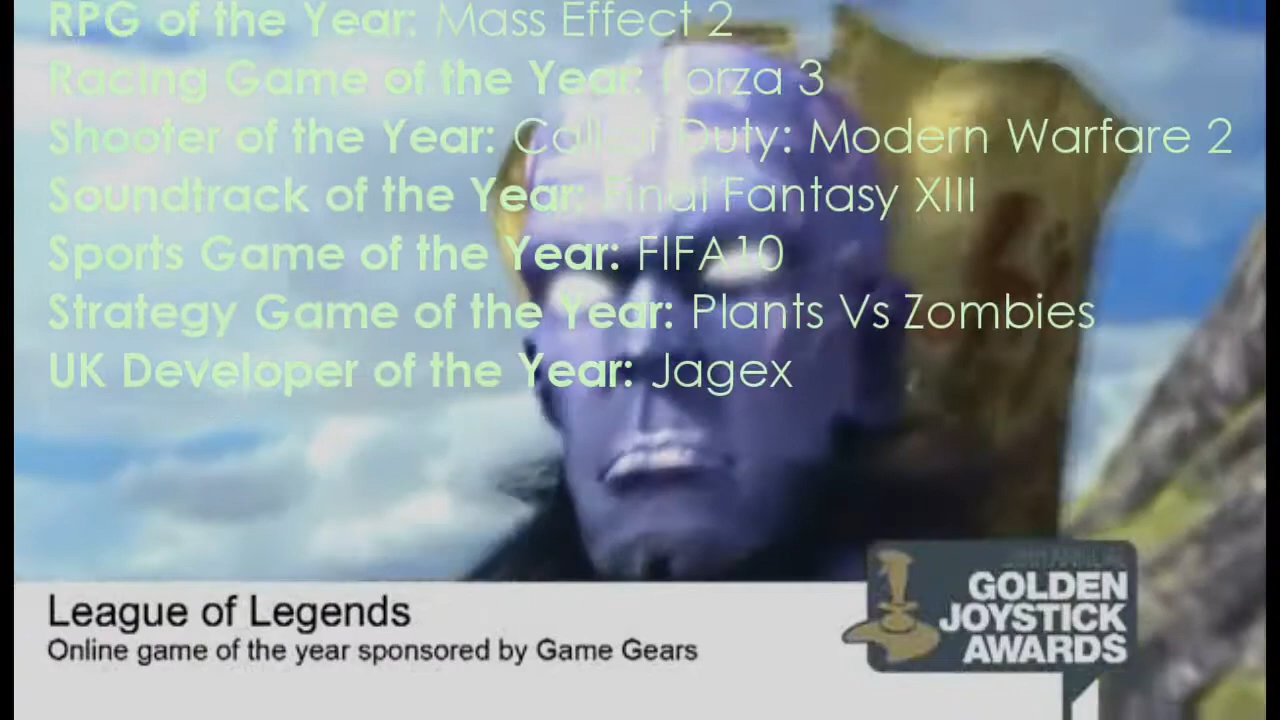 RPG of the Year: Mass Effect 2
Racing Game of the Year: Forza 3
Shooter of the Year: Call of Duty: Modern Warfare 2
Soundtrack of the Year: Final Fantasy XIII
Sports Game of the Year: FIFA10
Strategy Game of the Year: Plants Vs Zombies
UK Developer of the Year: Jagex
League of Legends
Online game of the year sponsored by Game Gears
GOLDEN
JOYSTICK
AWARDS